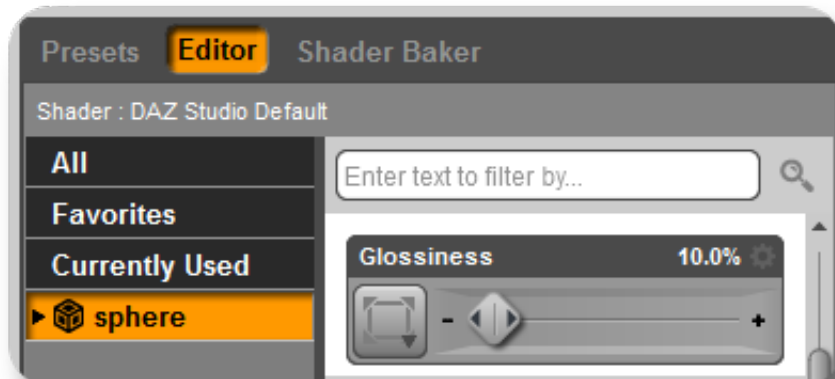 Presets Editor Shader Baker
Shader : DAZ Studio Default
All
Favorites
Currently Used
sphere
Enter text to filter by...
Glossiness 10.0%
- +